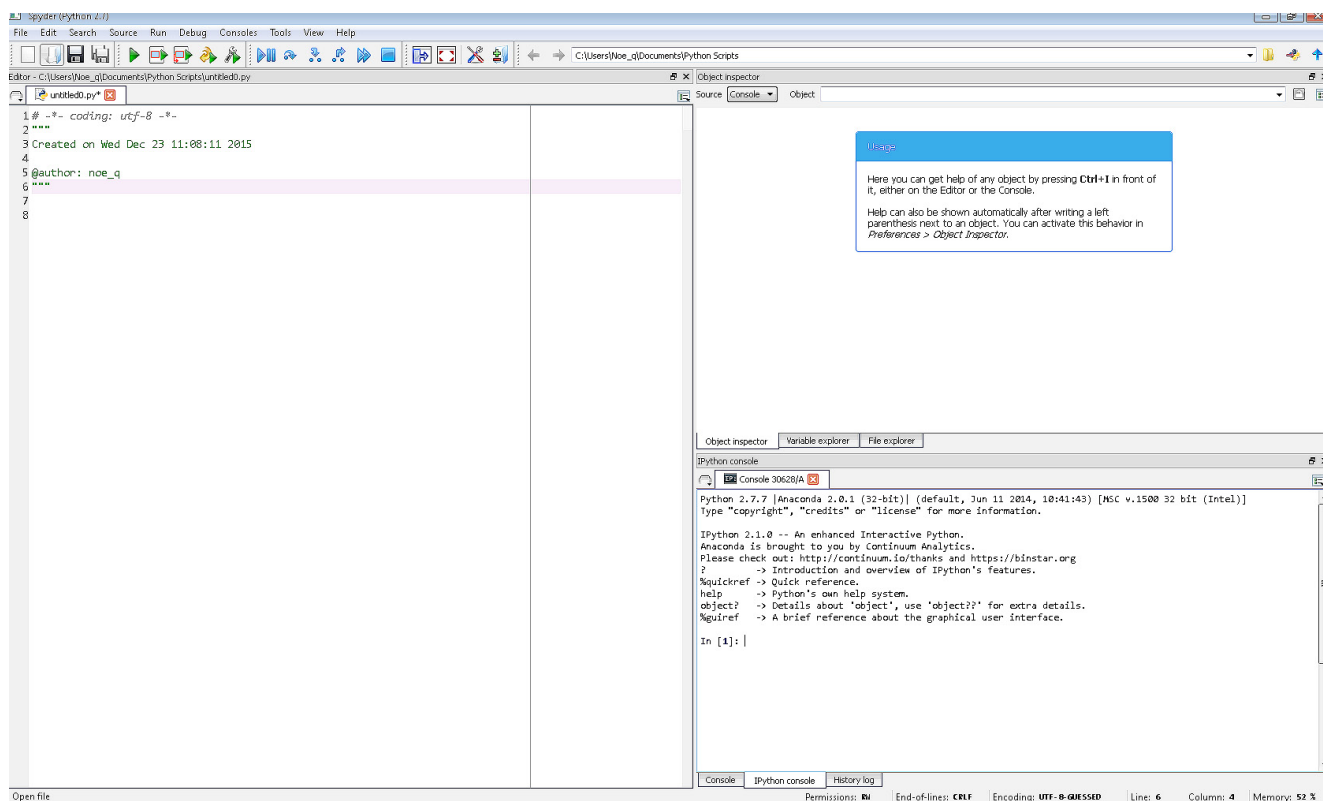 Spyder (Python 2.7)
File Edit Search Source Run Debug Consoles Tools View Help
C:\Users\Noe_q\Documents\Python Scripts
Editor - C:\Users\Noe_q\Documents\Python Scripts\untitled0.py
untitled0.py*
1 # -*- coding: utf-8 -*-
2 """
3 Created on Wed Dec 23 11:08:11 2015
4
5 @author: noe_q
6 """
7
8
Object inspector
Source Console Object
Usage
Here you can get help of any object by pressing Ctrl+I in front of
it, either on the Editor or the Console.
Help can also be shown automatically after writing a left
parenthesis next to an object. You can activate this behavior in
Preferences > Object Inspector.
Object inspector Variable explorer File explorer
IPython console
Console 30628/A
Python 2.7.7 |Anaconda 2.0.1 (32-bit)| (default, Jun 11 2014, 10:41:43) [MSC v.1500 32 bit (Intel)]
Type "copyright", "credits" or "license" for more information.
IPython 2.1.0 -- An enhanced Interactive Python.
Anaconda is brought to you by Continuum Analytics.
Please check out: http://continuum.io/thanks and https://binstar.org
? -> Introduction and overview of IPython's features.
%quickref -> Quick reference.
help -> Python's own help system.
object? -> Details about 'object', use 'object??' for extra details.
%guiref -> A brief reference about the graphical user interface.
In [1]:
Console IPython console History log
Open file Permissions: RW End-of-lines: CRLF Encoding: UTF-8-GUESSED Line: 6 Column: 4 Memory: 52 %